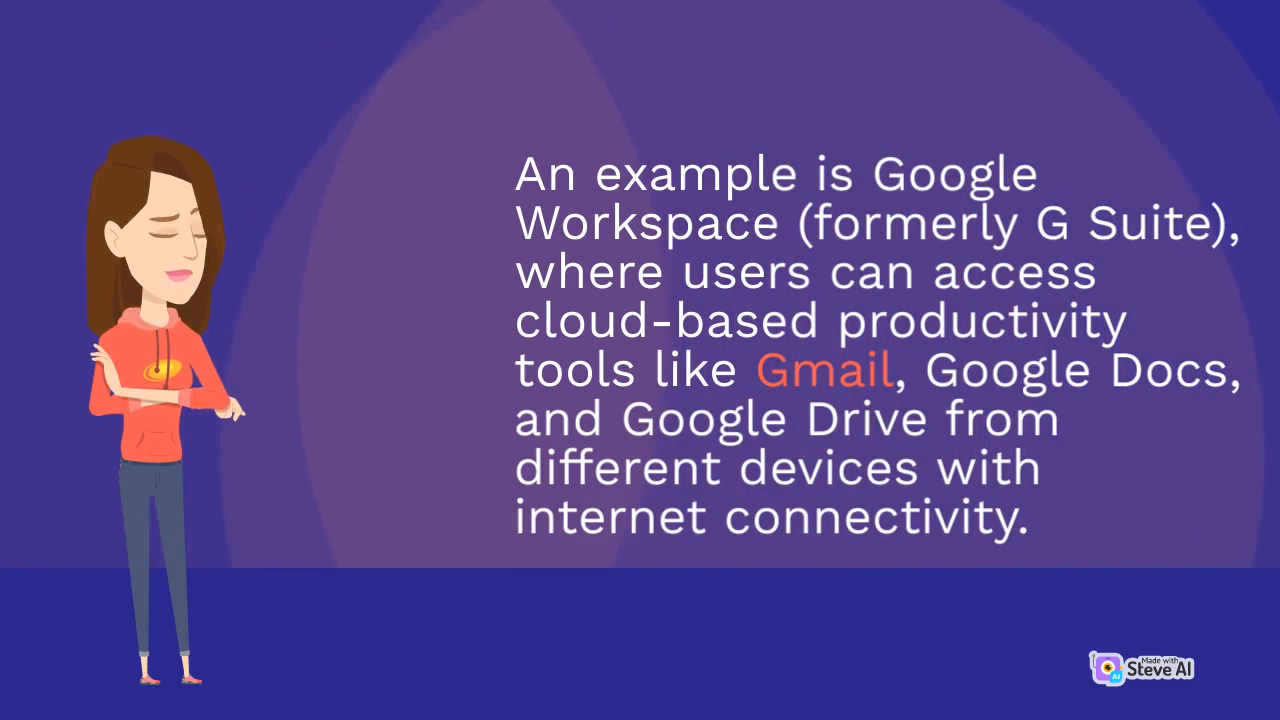 An example is Google
Workspace (formerly G Suite),
where users can access
cloud-based productivity
tools like Gmail, Google Docs,
and Google Drive from
different devices with
internet connectivity.
Made with
Steve AI
AI